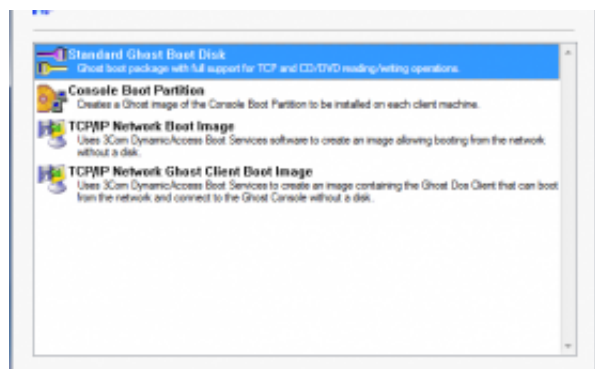 Standard Ghost Boot Disk
Ghost boot package with full support for TCP and CD/DVD reading/writing operations.
Console Boot Partition
Creates a Ghost image of the Console Boot Partition to be installed on each client machine.
TCP/IP Network Boot Image
Uses 3Com DynamicAccess Boot Services software to create an image allowing booting from the network
without a disk.
TCP/IP Network Ghost Client Boot Image
Uses 3Com DynamicAccess Boot Services to create an image containing the Ghost Dos Client that can boot
from the network and connect to the Ghost Console without a disk.